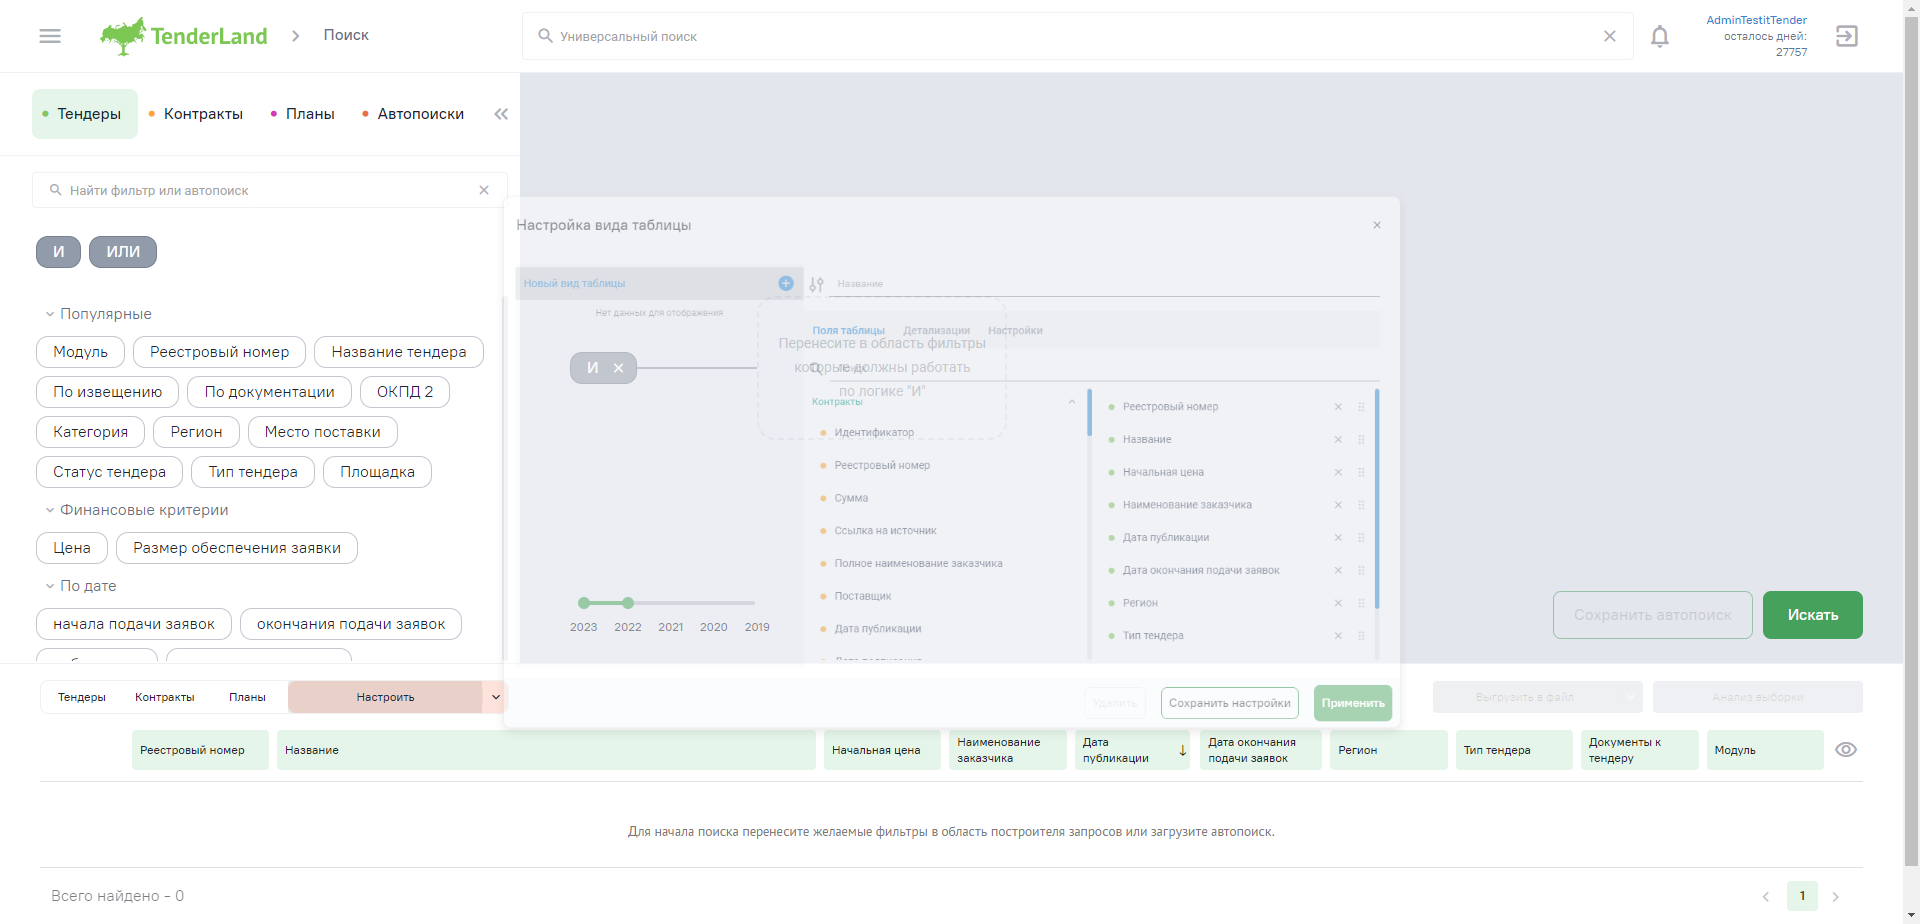 TenderLand
Поиск
Универсальный поиск
AdminTestitTender
осталось дней:
27757
Тендеры
Контракты
Планы
Автопоиски
Найти фильтр или автопоиск
И
ИЛИ
Популярные
Модуль
Реестровый номер
Название тендера
По извещению
По документации
ОКПД 2
Категория
Регион
Место поставки
Статус тендера
Тип тендера
Площадка
Финансовые критерии
Цена
Размер обеспечения заявки
По дате
начала подачи заявок
окончания подачи заявок
Настройка вида таблицы
Новый вид таблицы
Название
Нет данных для отображения
Поля таблицы
Детализации
Настройки
Перенесите в область фильтры
которые должны работать
по логике "И"
И
Контракты
Идентификатор
Реестровый номер
Сумма
Ссылка на источник
Полное наименование заказчика
Поставщик
Дата публикации
Реестровый номер
Название
Начальная цена
Наименование заказчика
Дата публикации
Дата окончания подачи заявок
Регион
Тип тендера
2023
2022
2021
2020
2019
Удалить
Сохранить настройки
Применить
Сохранить автопоиск
Искать
Тендеры
Контракты
Планы
Настроить
Выгрузить в файл
Анализ выборки
Реестровый номер
Название
Начальная цена
Наименование
заказчика
Дата
публикации
Дата окончания
подачи заявок
Регион
Тип тендера
Документы к
тендеру
Модуль
Для начала поиска перенесите желаемые фильтры в область построителя запросов или загрузите автопоиск.
Всего найдено - 0
1